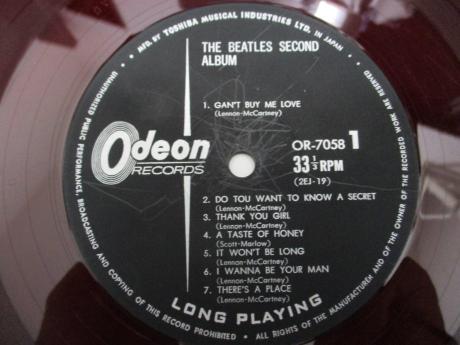 MFD. BY TOSHIBA MUSICAL INDUSTRIES LTD. IN JAPAN •
THE BEATLES SECOND
ALBUM
1. GAN'T BUY ME LOVE
(Lennon-McCartney)
Odeon
RECORDS
OR-7058 1
33 1/3 RPM
(2EJ-19)
2. DO TOU WANT TO KNOW A SECRET
(Lennon-McCartney)
3. THANK YOU GIRL
(Lennon-McCartney)
4. A TASTE OF HONEY
(Scott-Marlow)
5. IT WON'T BE LONG
(Lennon-McCartney)
6. I WANNA BE YOUR MAN
(Lennon-McCartney)
7. THERE'S A PLACE
(Lennon-McCartney)
LONG PLAYING
UNAUTHORIZED PUBLIC PERFORMANCE, BROADCASTING AND COPYING OF THIS RECORD PROHIBITED • ALL RIGHTS OF THE MANUFACTURER AND OF THE OWNER OF THE RECORDED WORK ARE RESERVED